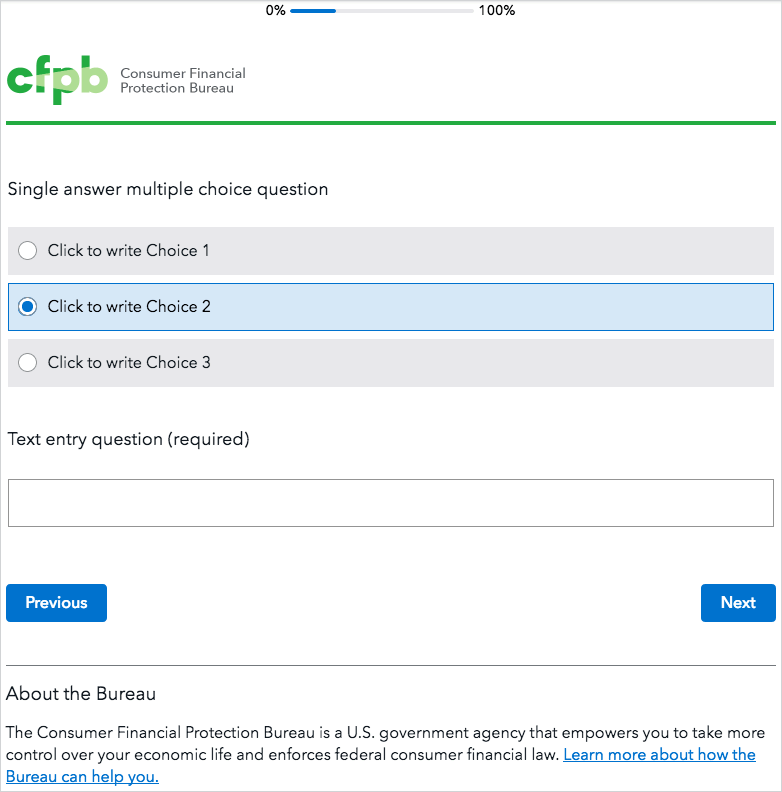 0% 100%
cfpb Consumer Financial
Protection Bureau
Single answer multiple choice question
Click to write Choice 1
Click to write Choice 2
Click to write Choice 3
Text entry question (required)
Previous Next
About the Bureau
The Consumer Financial Protection Bureau is a U.S. government agency that empowers you to take more
control over your economic life and enforces federal consumer financial law. Learn more about how the
Bureau can help you.